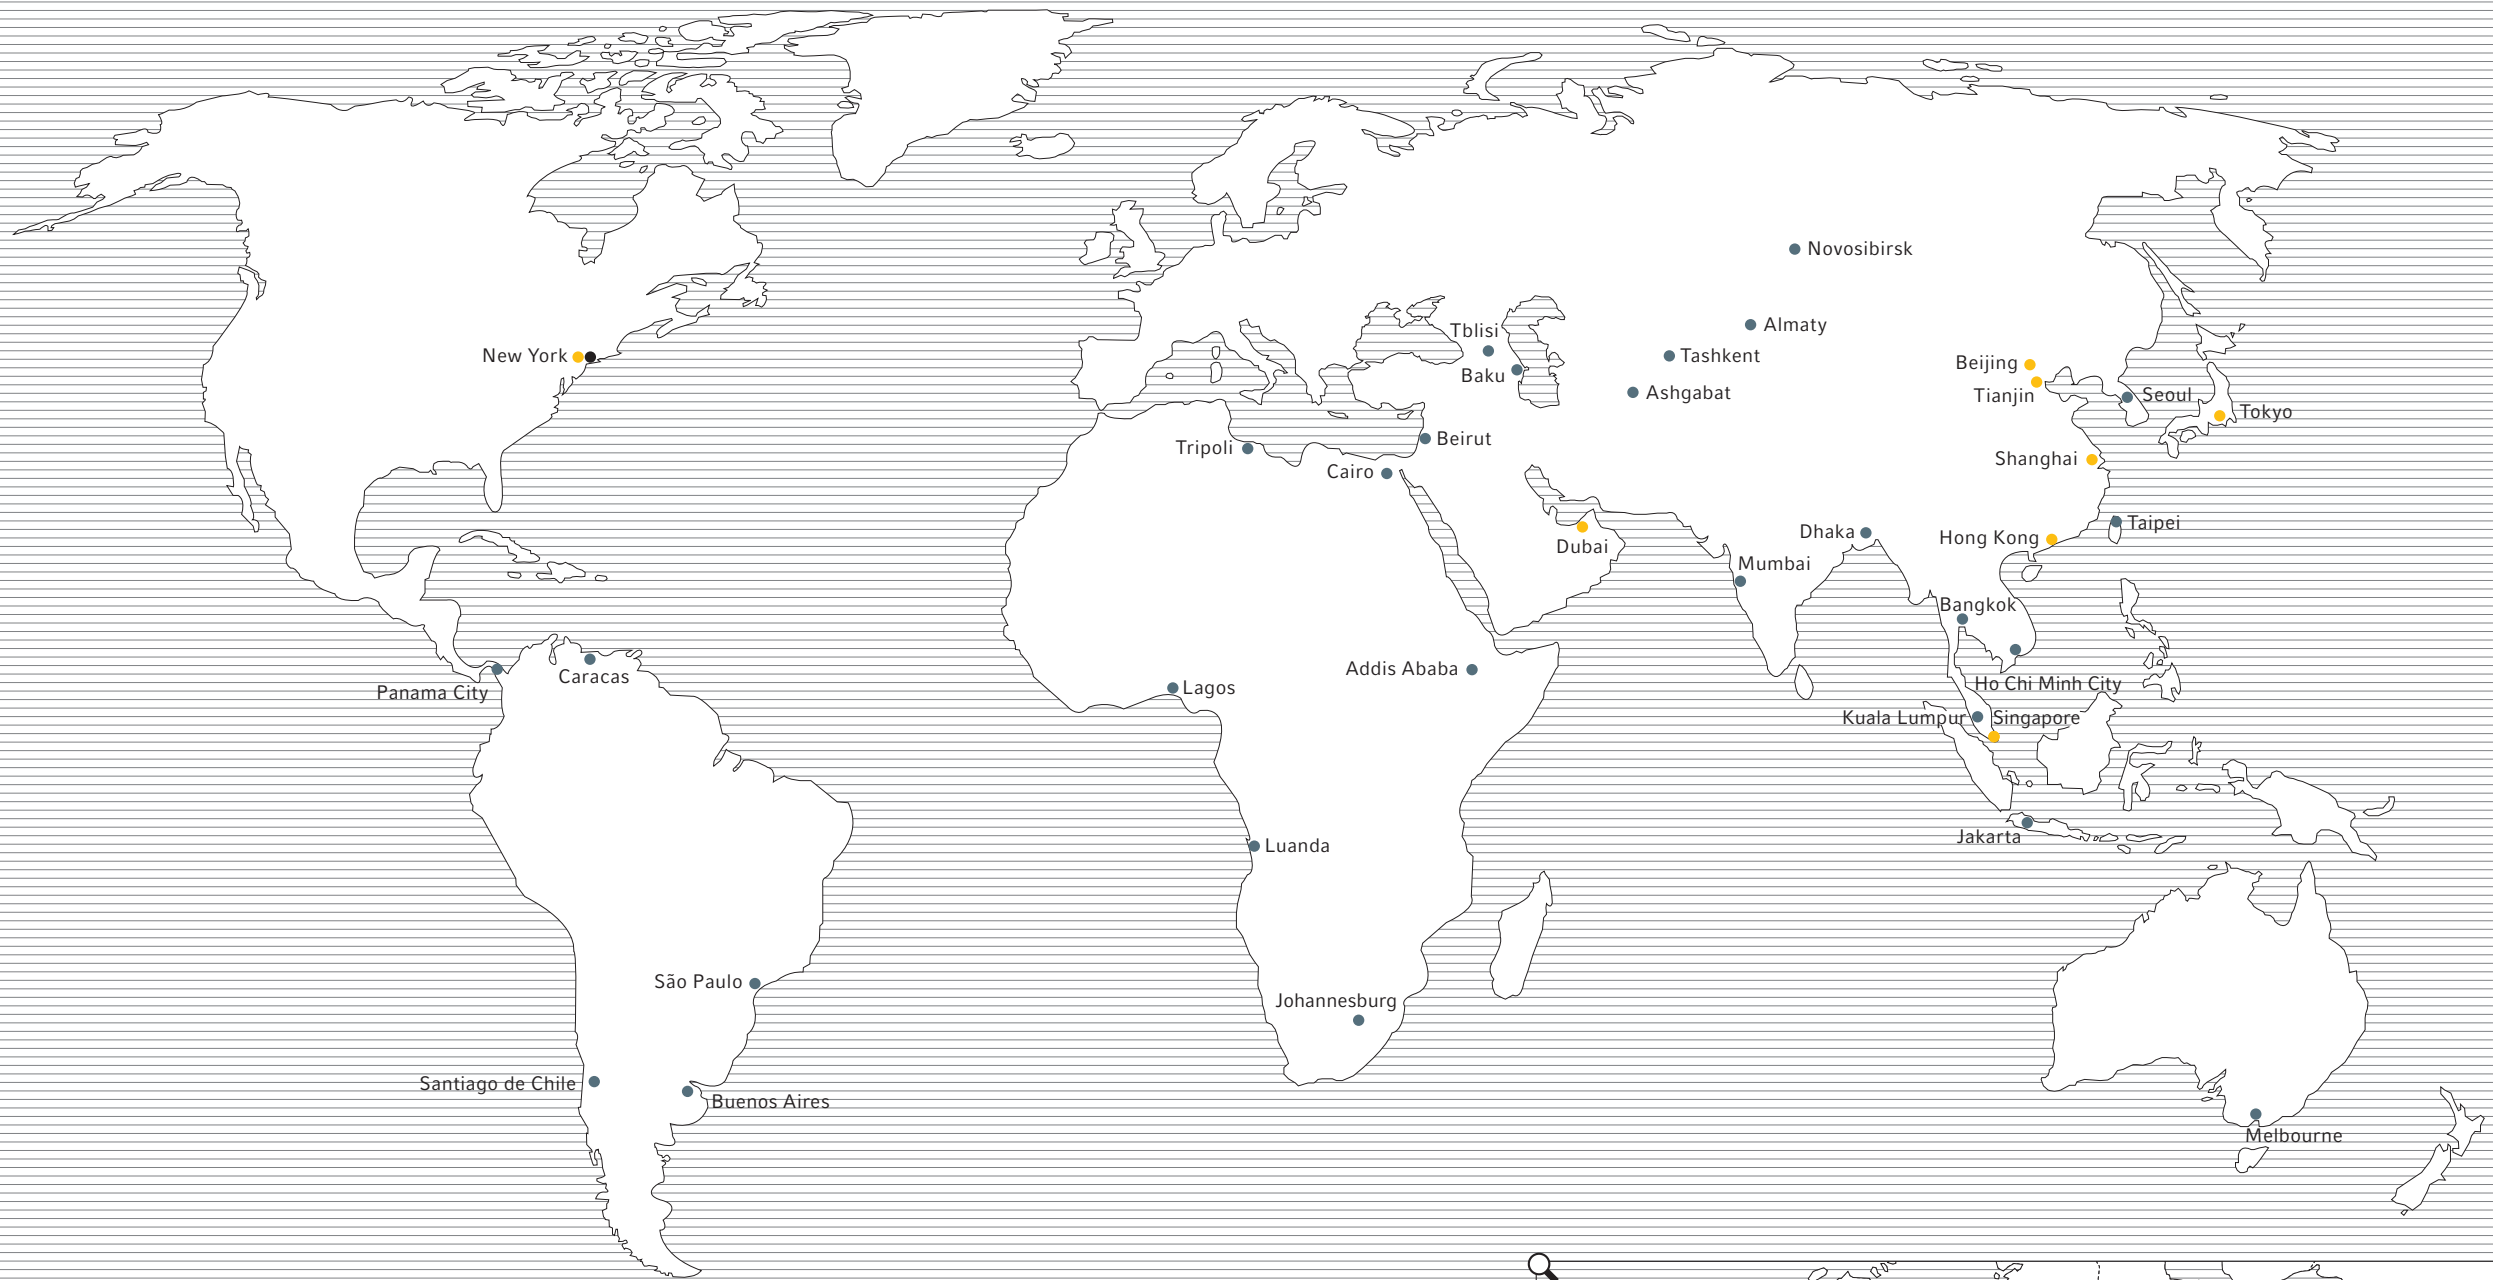 Novosibirsk
Tblisi
Almaty
New York
Tashkent
Beijing
Baku
Ashgabat
Tianjin
Seoul
Tokyo
Tripoli
Beirut
Shanghai
Cairo
Taipei
Dhaka
Hong Kong
Dubai
Mumbai
Bangkok
Addis Ababa
Caracas
Ho Chi Minh City
Panama City
Lagos
Kuala Lumpur
Singapore
Jakarta
Luanda
São Paulo
Johannesburg
Santiago de Chile
Buenos Aires
Melbourne